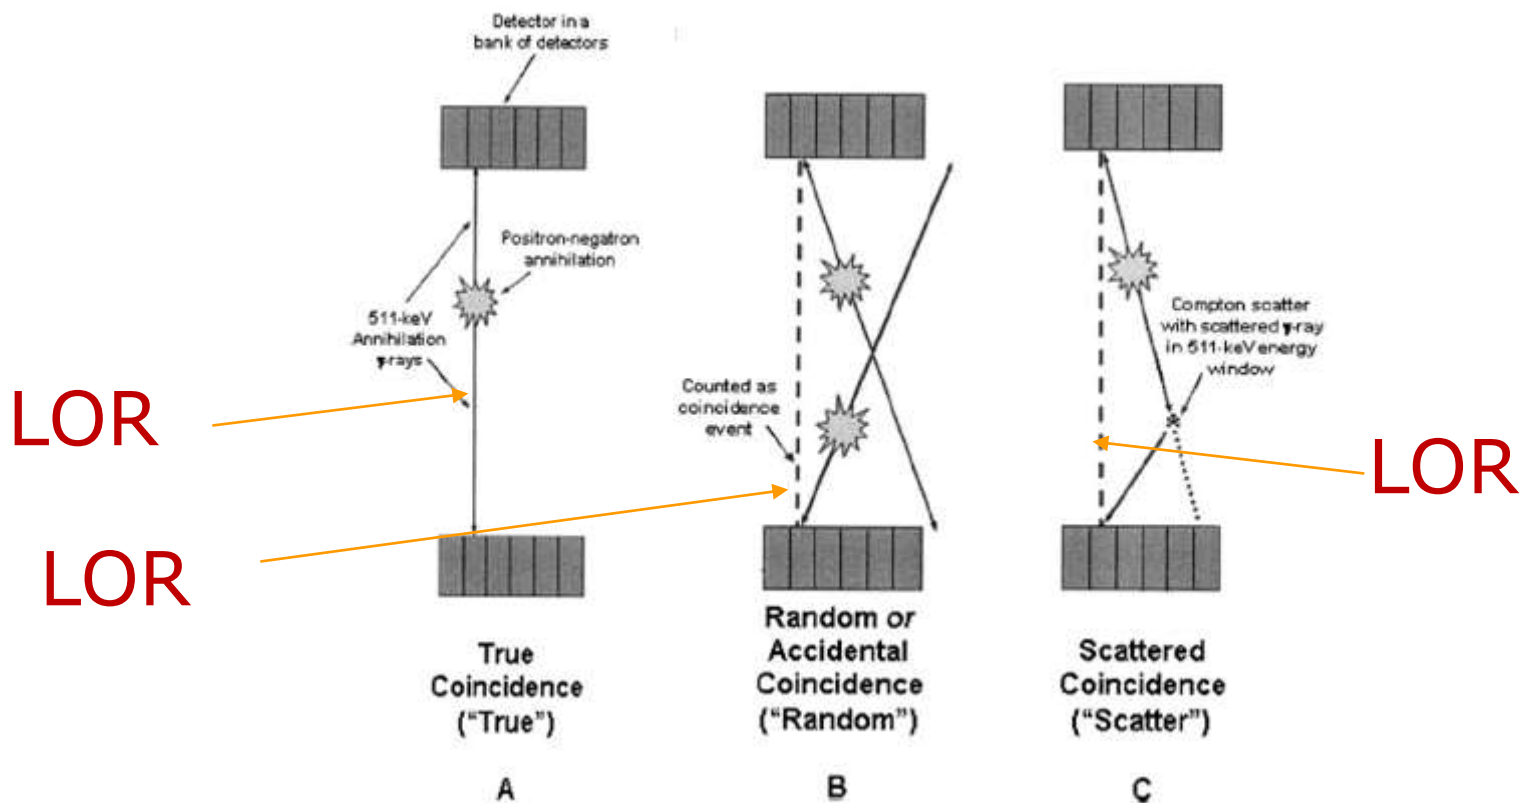 Detector in a
bank of detectors
Positron-negatron
annihilation
511-keV
Annihilation
γ-rays
LOR
LOR
True
Coincidence
("True")
A
Counted as
coincidence
event
Random or
Accidental
Coincidence
("Random")
B
Compton scatter
with scattered γ-ray
in 511-keV energy
window
LOR
Scattered
Coincidence
("Scatter")
C